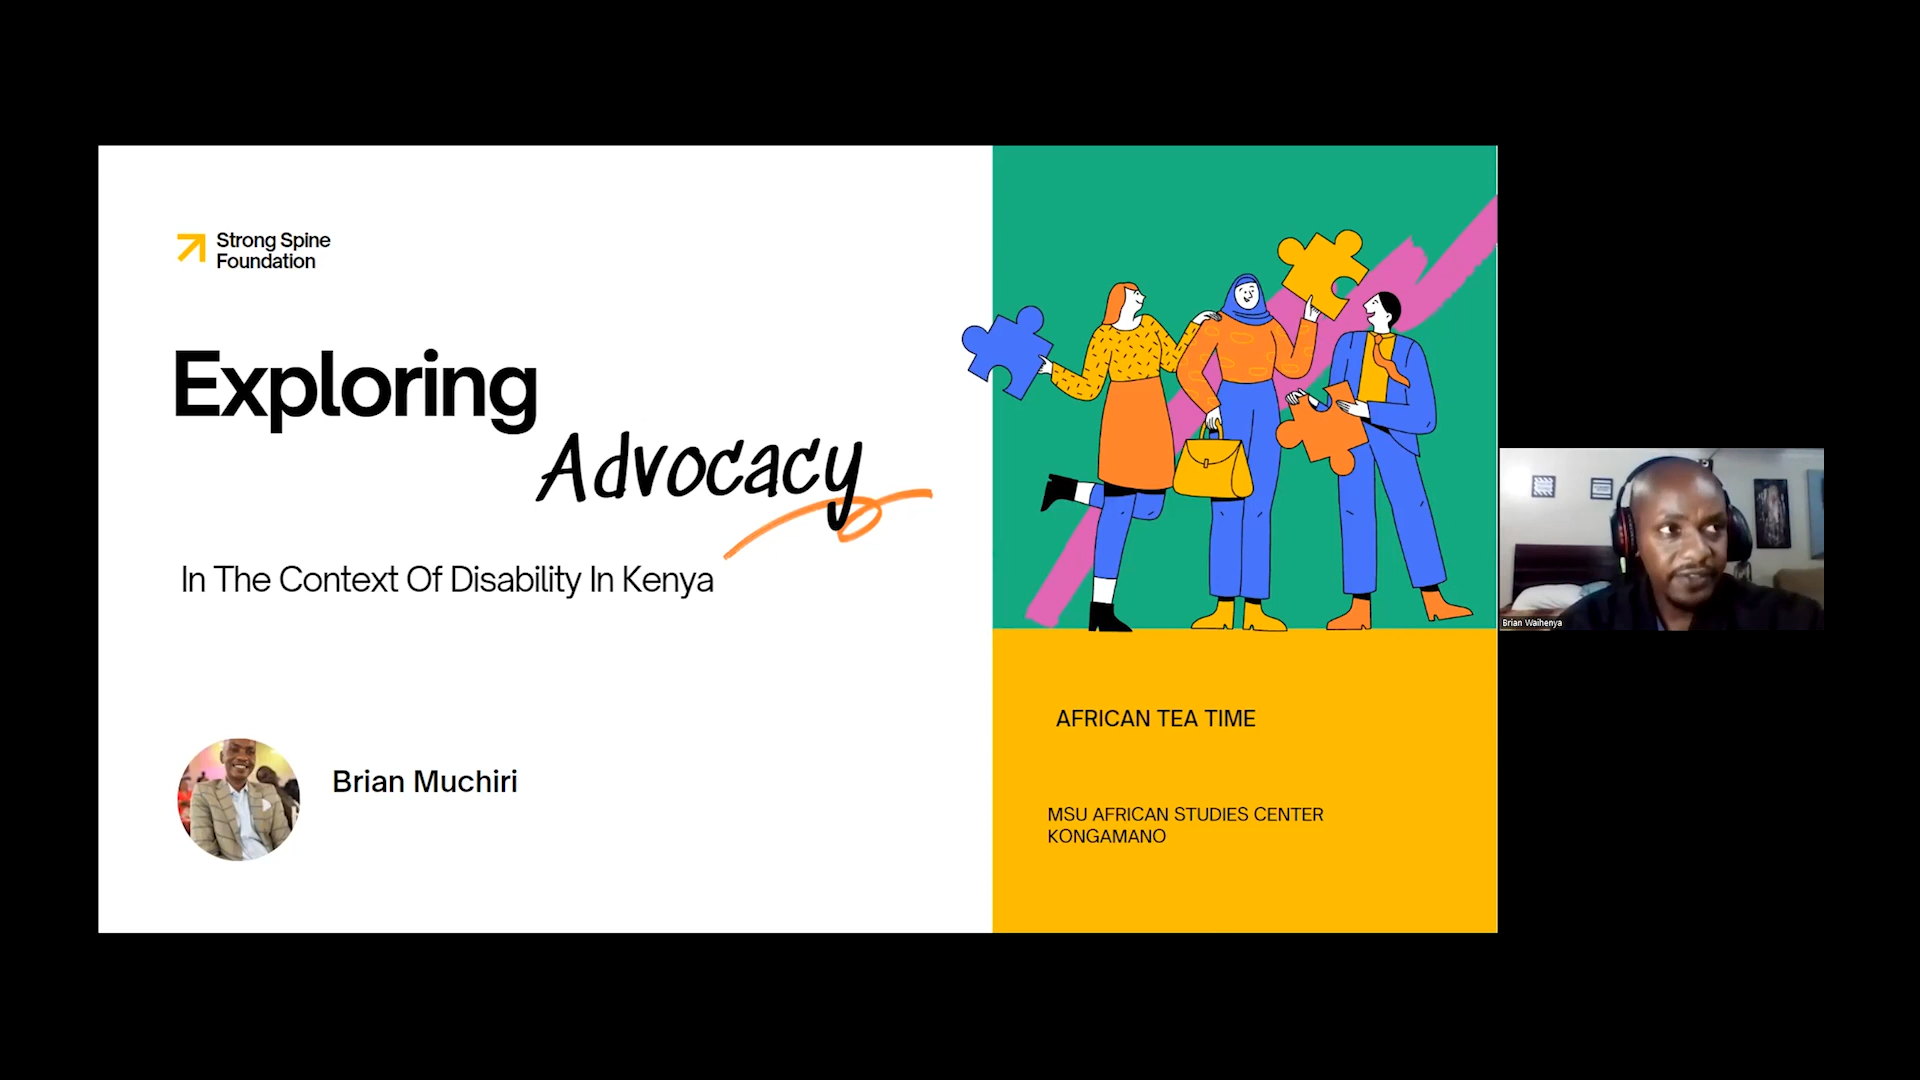 Strong Spine
Foundation
Exploring
Advocacy
In The Context Of Disability In Kenya
Brian Muchiri
AFRICAN TEA TIME
MSU AFRICAN STUDIES CENTER
KONGAMANO
Brian Waihenya